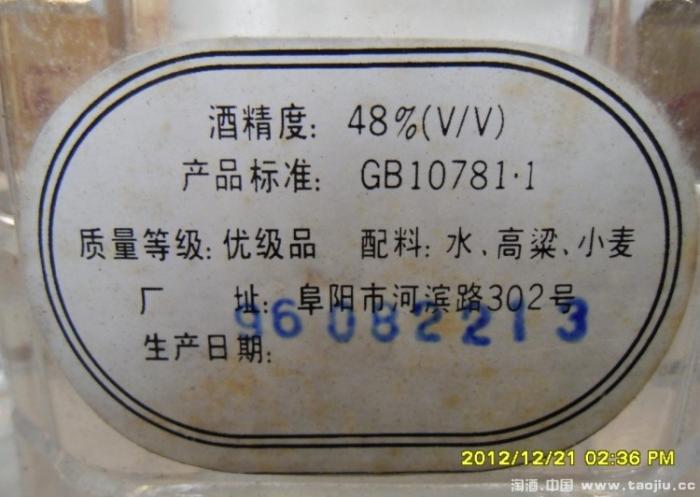 酒精度: 48%(V/V)
产品标准: GB10781·1
质量等级: 优级品 配料: 水、高粱、小麦
厂 址: 阜阳市河滨路302号
96082213
生产日期:
2012/12/21 02:36 PM
淘酒.中国 www.taojiu.cc